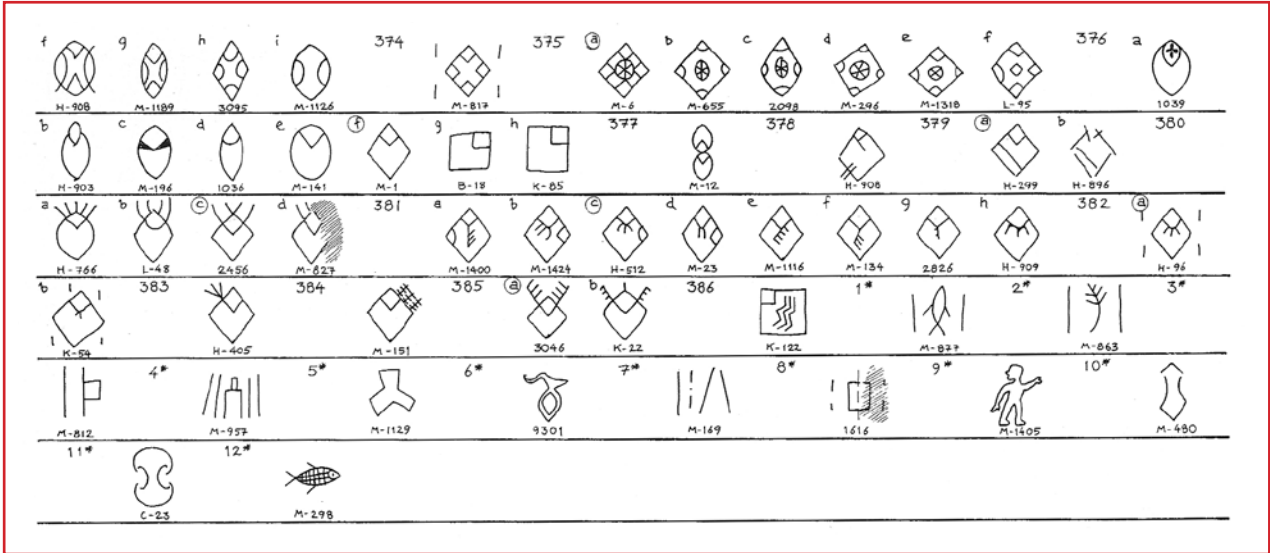 f g h i 374 375 ⓐ b c d e f 376 a
H-908 M-1189 3095 M-1126 M-817 M-6 M-655 2098 M-296 M-1318 L-95 1039
b c d e ⓕ g h 377 378 379 ⓐ b 380
H-903 M-196 1036 M-141 M-1 B-18 K-85 M-12 H-908 H-299 H-896
a b ⓒ d 381 a b ⓒ d e f g h 382 ⓐ
H-766 L-48 2456 M-627 M-1400 M-1424 H-512 M-23 M-1116 M-134 2826 H-909 H-96
b 383 384 385 ⓐ b 386 1* 2* 3*
K-54 H-405 M-151 3046 K-22 K-122 M-877 M-863
4* 5* 6* 7* 8* 9* 10*
M-812 M-957 M-1129 9301 M-169 1616 M-1405 M-480
11* 12*
C-23 M-298